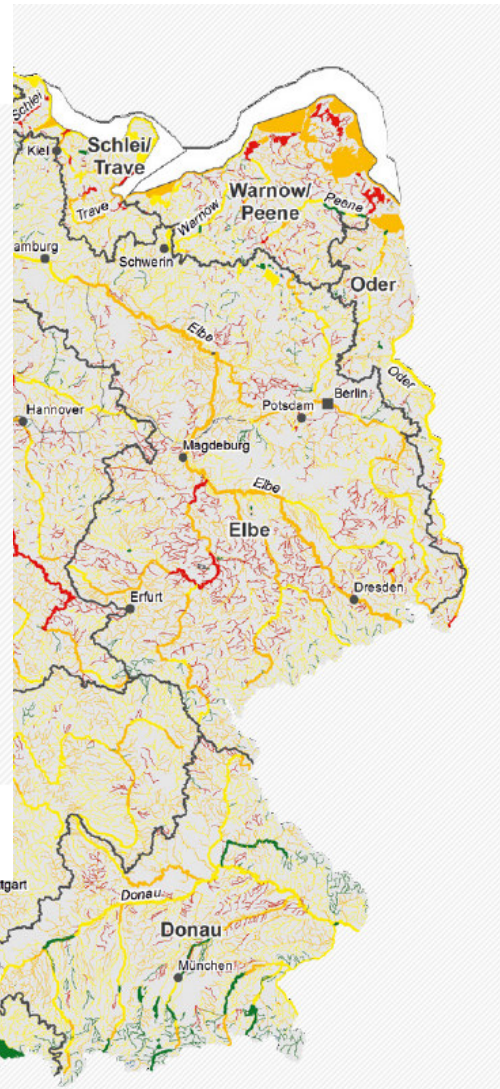 Schlei
Kiel
Schlei/
Trave
Trave
Warnow
Warnow/
Peene
Peene
amburg
Schwerin
Oder
Elbe
Oder
Hannover
Berlin
Potsdam
Magdeburg
Elbe
Elbe
Dresden
Erfurt
ttgart
Donau
Donau
München